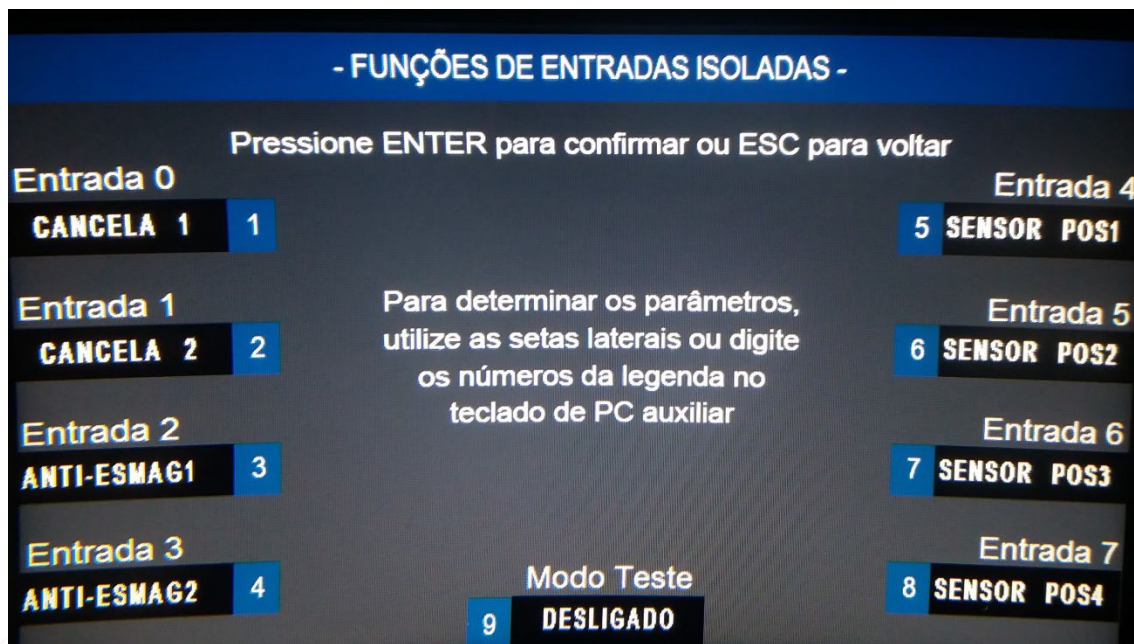 - FUNÇÕES DE ENTRADAS ISOLADAS -
Pressione ENTER para confirmar ou ESC para voltar
Entrada 0
CANCELA 1 1
Entrada 1
CANCELA 2 2
Entrada 2
ANTI-ESMAG1 3
Entrada 3
ANTI-ESMAG2 4
Para determinar os parâmetros,
utilize as setas laterais ou digite
os números da legenda no
teclado de PC auxiliar
Modo Teste
9 DESLIGADO
Entrada 4
5 SENSOR POS1
Entrada 5
6 SENSOR POS2
Entrada 6
7 SENSOR POS3
Entrada 7
8 SENSOR POS4